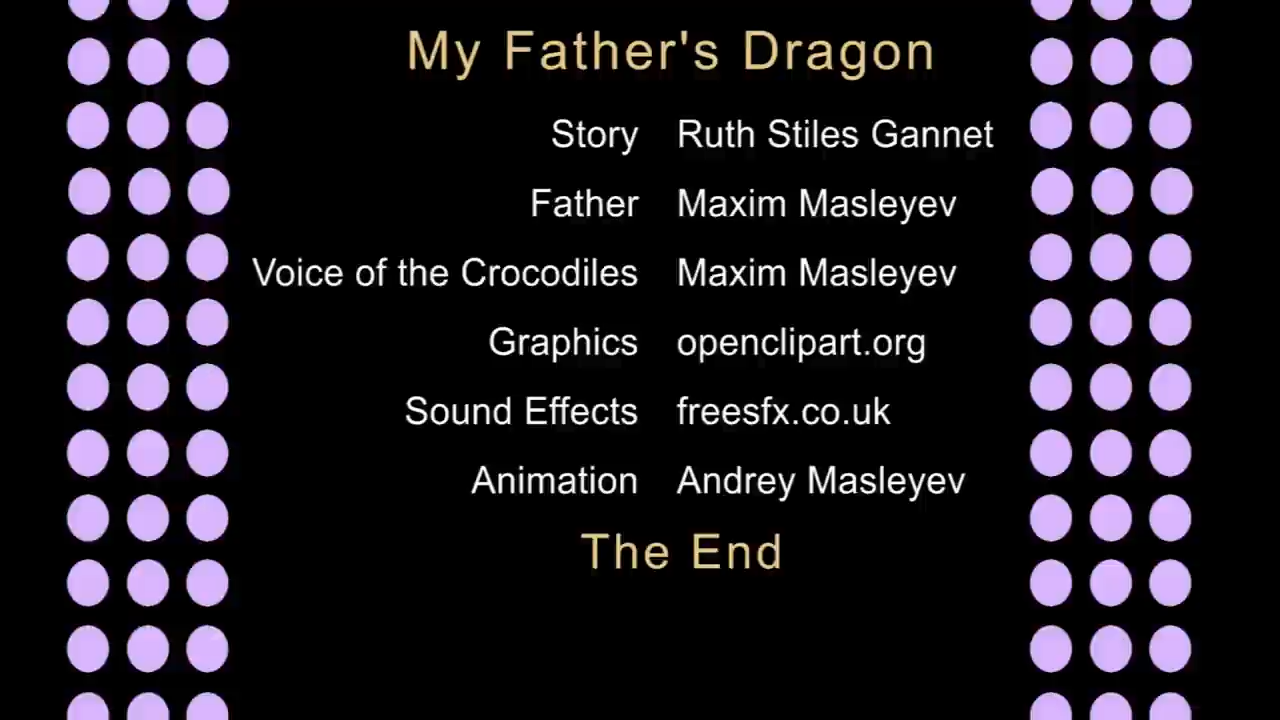 My Father's Dragon
Story Ruth Stiles Gannet
Father Maxim Masleyev
Voice of the Crocodiles Maxim Masleyev
Graphics openclipart.org
Sound Effects freesfx.co.uk
Animation Andrey Masleyev
The End